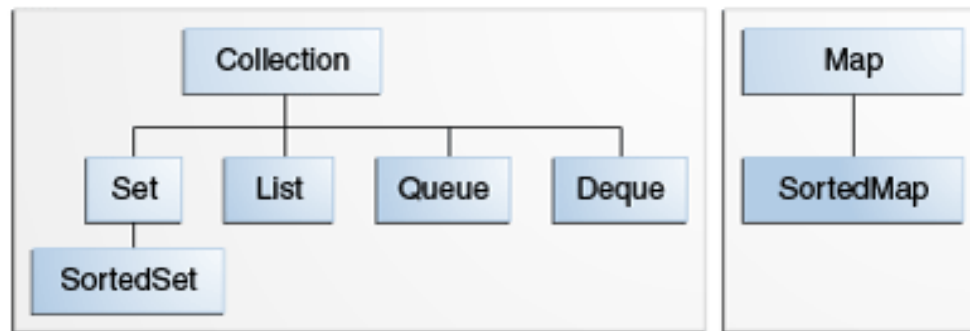 Collection
Map
Set
List
Queue
Deque
SortedMap
SortedSet